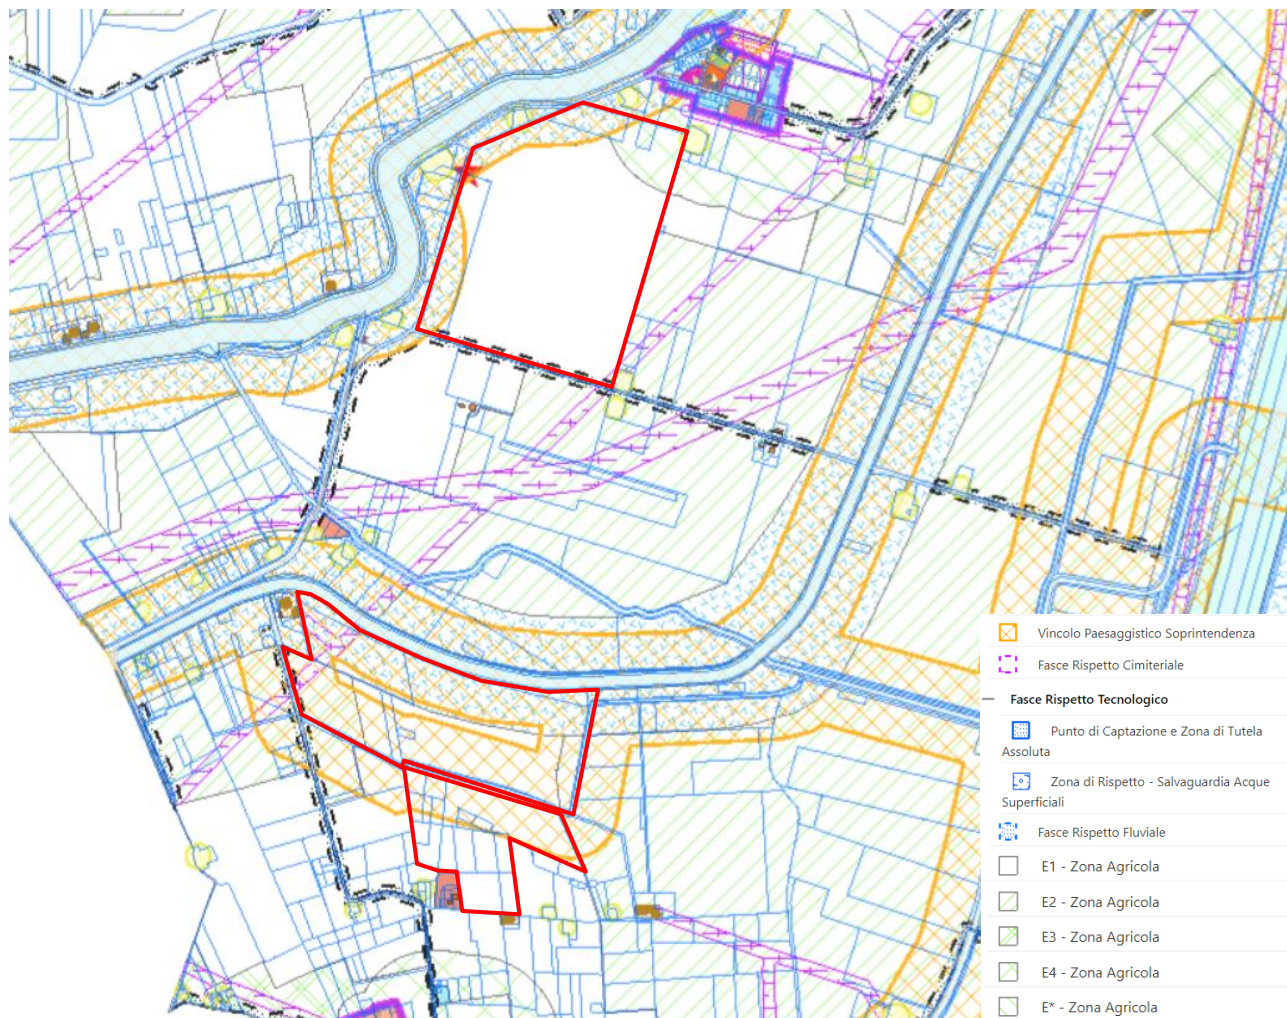 Vincolo Paesaggistico Soprintendenza
Fasce Rispetto Cimiteriale
Fasce Rispetto Tecnologico
Punto di Captazione e Zona di Tutela
Assoluta
Zona di Rispetto - Salvaguardia Acque
Superficiali
Fasce Rispetto Fluviale
E1 - Zona Agricola
E2 - Zona Agricola
E3 - Zona Agricola
E4 - Zona Agricola
E* - Zona Agricola